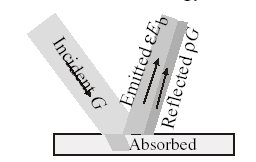 Incident G
Emitted εE_b
Reflected ρG
Absorbed